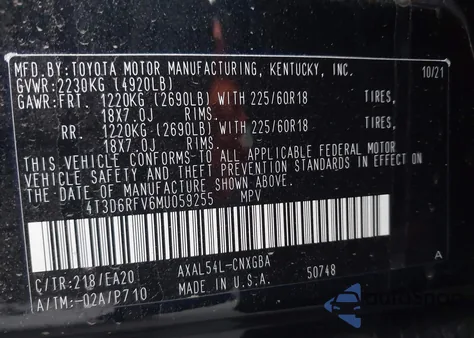 MFD.BY:TOYOTA MOTOR MANUFACTURING, KENTUCKY, INC. 10/21
GVWR:2230KG (4920LB)
GAWR:FRT. 1220KG (2690LB) WITH 225/60R18 TIRES,
18X7.0J RIMS.
RR. 1220KG (2690LB) WITH 225/60R18 TIRES,
18X7.0J RIMS.
THIS VEHICLE CONFORMS TO ALL APPLICABLE FEDERAL MOTOR
VEHICLE SAFETY AND THEFT PREVENTION STANDARDS IN EFFECT ON
THE DATE OF MANUFACTURE SHOWN ABOVE.
4T3D6RFV6MU059255 MPV
C/TR:218/EA20 AXAL54L-CNXGBA A
A/TM:-02A/P710 MADE IN U.S.A. 50748